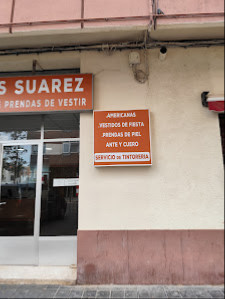 S SUAREZ
PRENDAS DE VESTIR
.AMERICANAS
.VESTIDOS DE FIESTA
.PRENDAS DE PIEL
ANTE Y CUERO
SERVICIO DE TINTORERIA